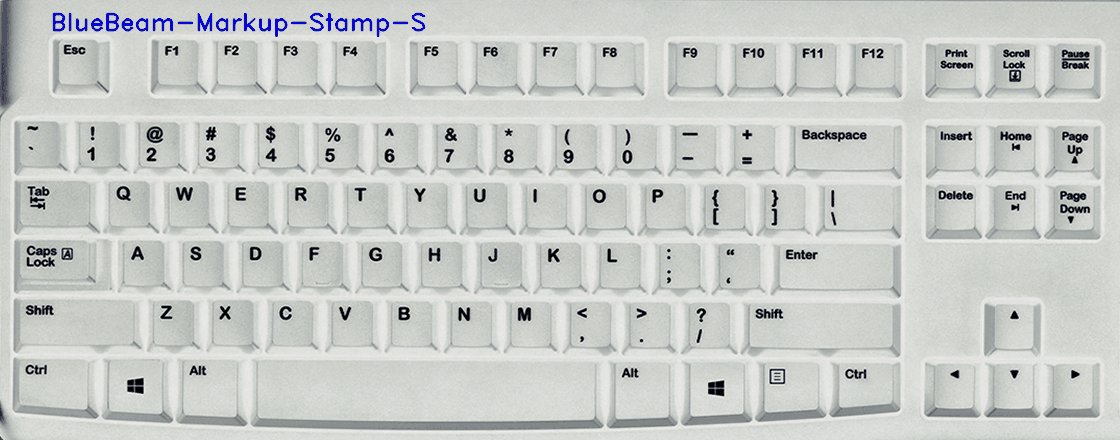 BlueBeam-Markup-Stamp-S
Esc F1 F2 F3 F4 F5 F6 F7 F8 F9 F10 F11 F12 Print Screen Scroll Lock Pause Break
~ ! @ # $ % ^ & * ( ) — + Backspace Insert Home Page Up
` 1 2 3 4 5 6 7 8 9 0 - =
Tab Q W E R T Y U I O P { } | Delete End Page Down
[ ] \
Caps Lock A A S D F G H J K L : “ Enter
; ‘
Shift Z X C V B N M < > ? Shift
, . /
Ctrl Alt Alt Ctrl